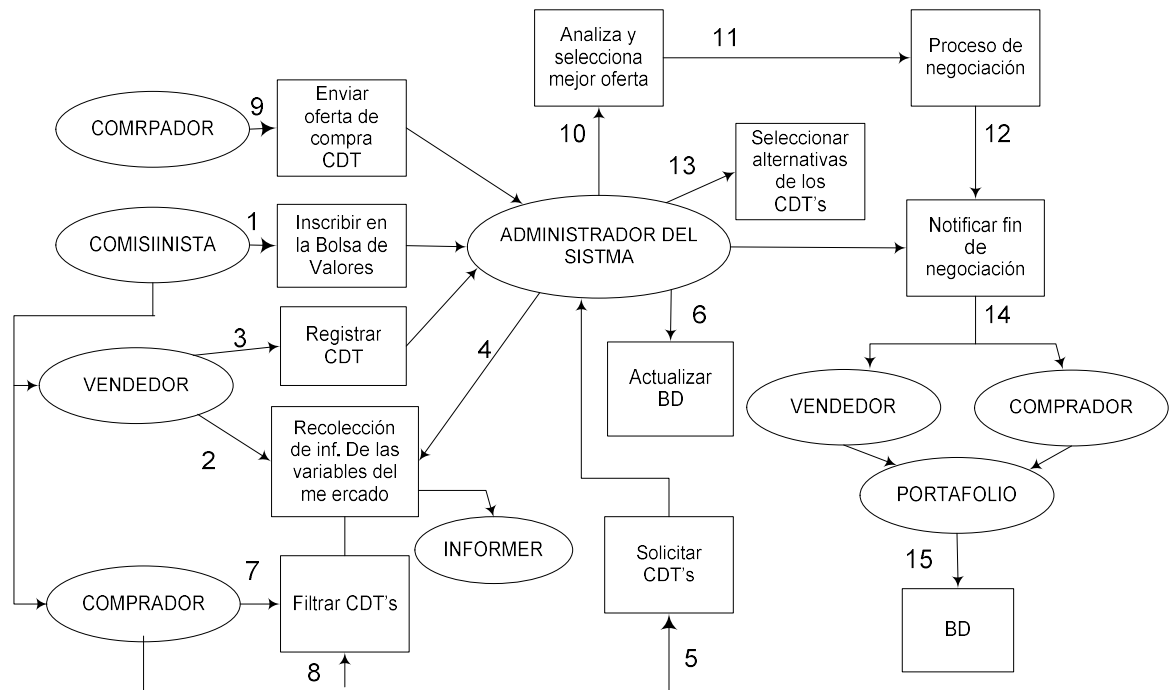 Analiza y
selecciona
mejor oferta
11
Proceso de
negociación
COMRPADOR
9
Enviar
oferta de
compra
CDT
10
13
Seleccionar
alternativas
de los
CDT's
12
COMISIINISTA
1
Inscribir en
la Bolsa de
Valores
ADMINISTRADOR DEL
SISTMA
Notificar fin
de
negociación
3
Registrar
CDT
4
6
14
VENDEDOR
Actualizar
BD
VENDEDOR
COMPRADOR
2
Recolección
de inf. De las
variables del
me ercado
PORTAFOLIO
INFORMER
Solicitar
CDT's
15
COMPRADOR
7
Filtrar CDT's
BD
8
5